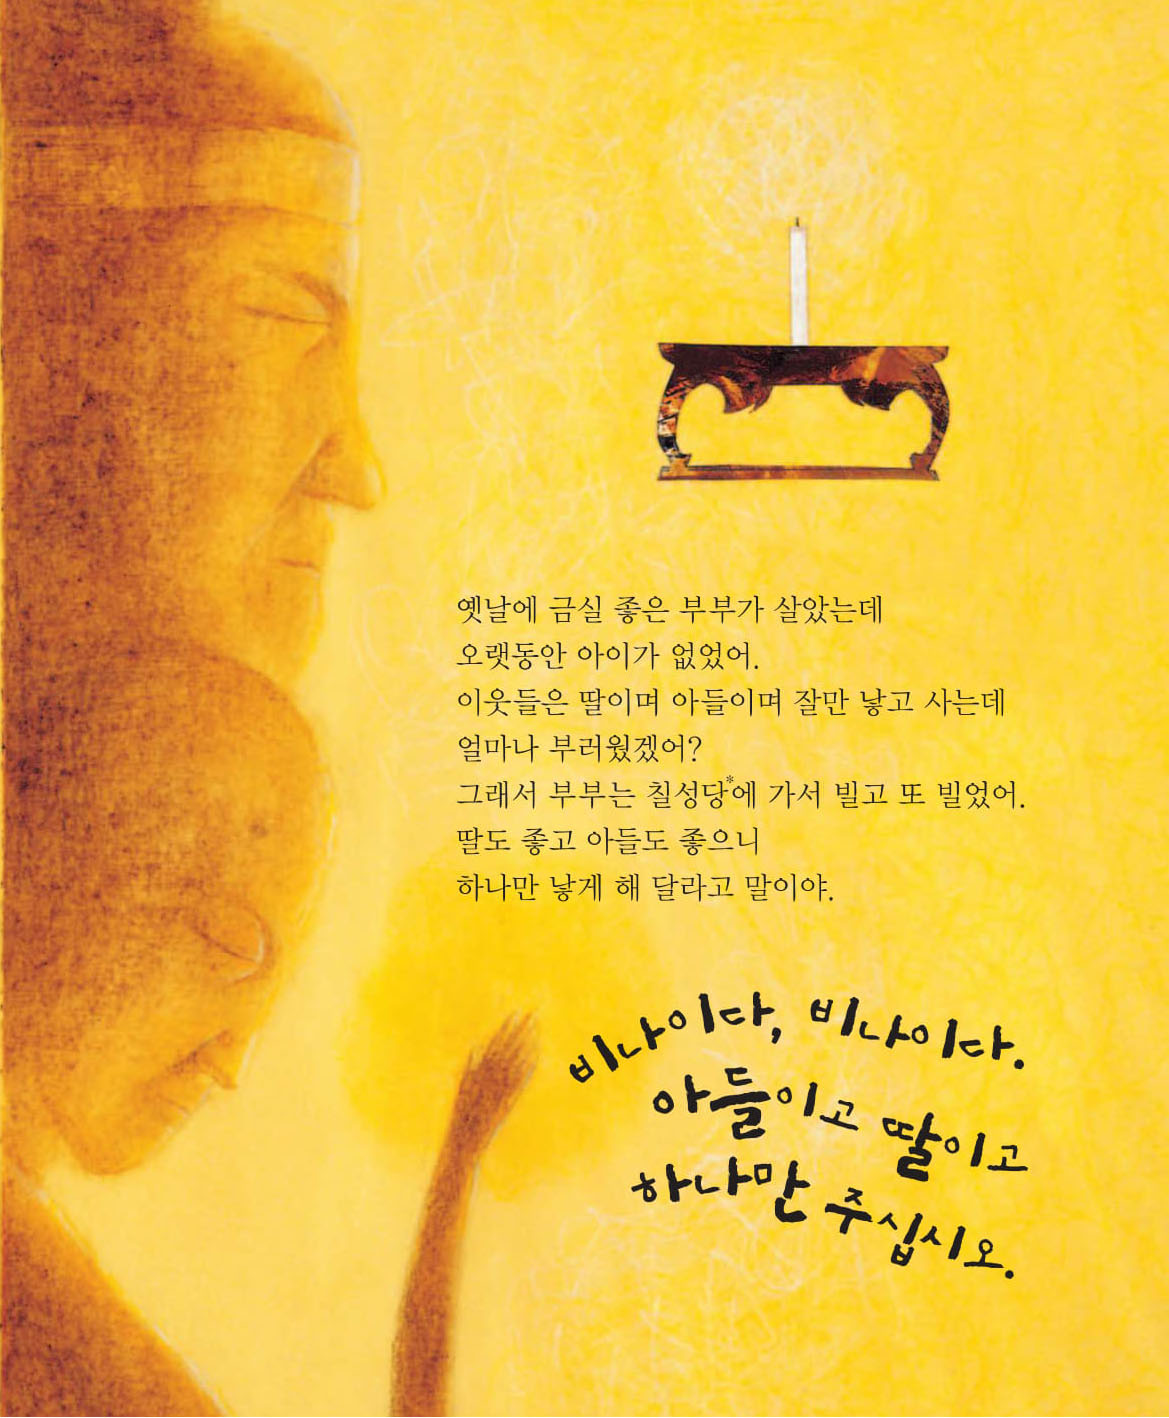 옛날에 금실 좋은 부부가 살았는데
오랫동안 아이가 없었어.
이웃들은 딸이며 아들이며 잘만 낳고 사는데
얼마나 부러웠겠어?
그래서 부부는 칠성당*에 가서 빌고 또 빌었어.
딸도 좋고 아들도 좋으니
하나만 낳게 해 달라고 말이야.
비나이다, 비나이다.
아들이고 딸이고
하나만 주십시오.